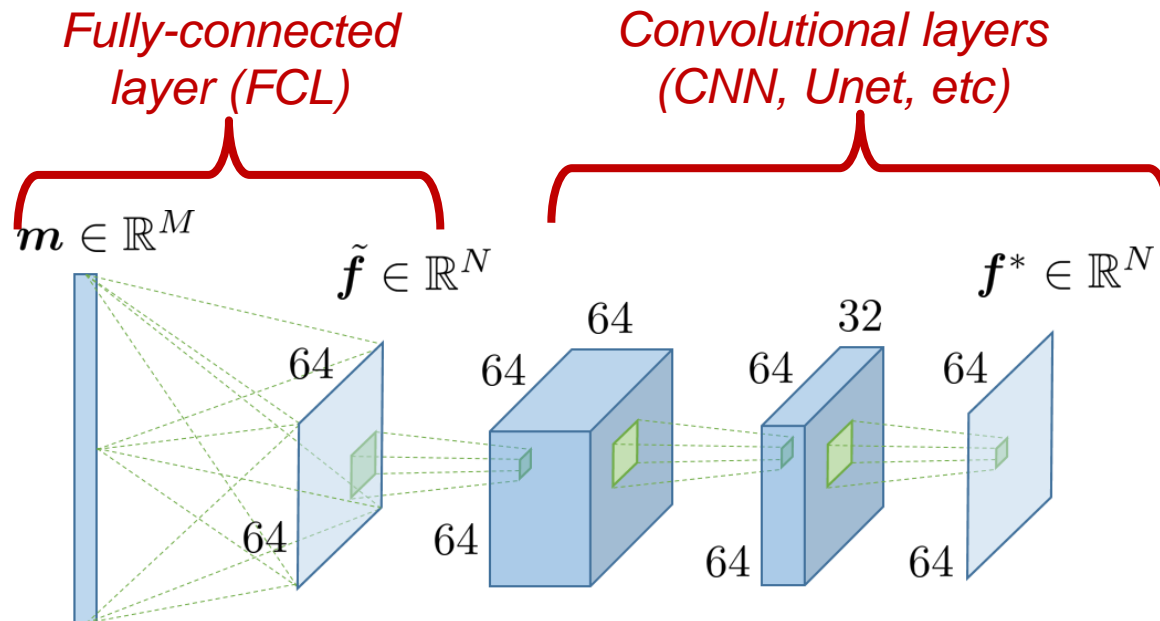 Fully-connected
layer (FCL)
Convolutional layers
(CNN, Unet, etc)
m ∈ ℝ^M
f̃ ∈ ℝ^N
f* ∈ ℝ^N
64
64
64
64
64
32
64
64
64
64